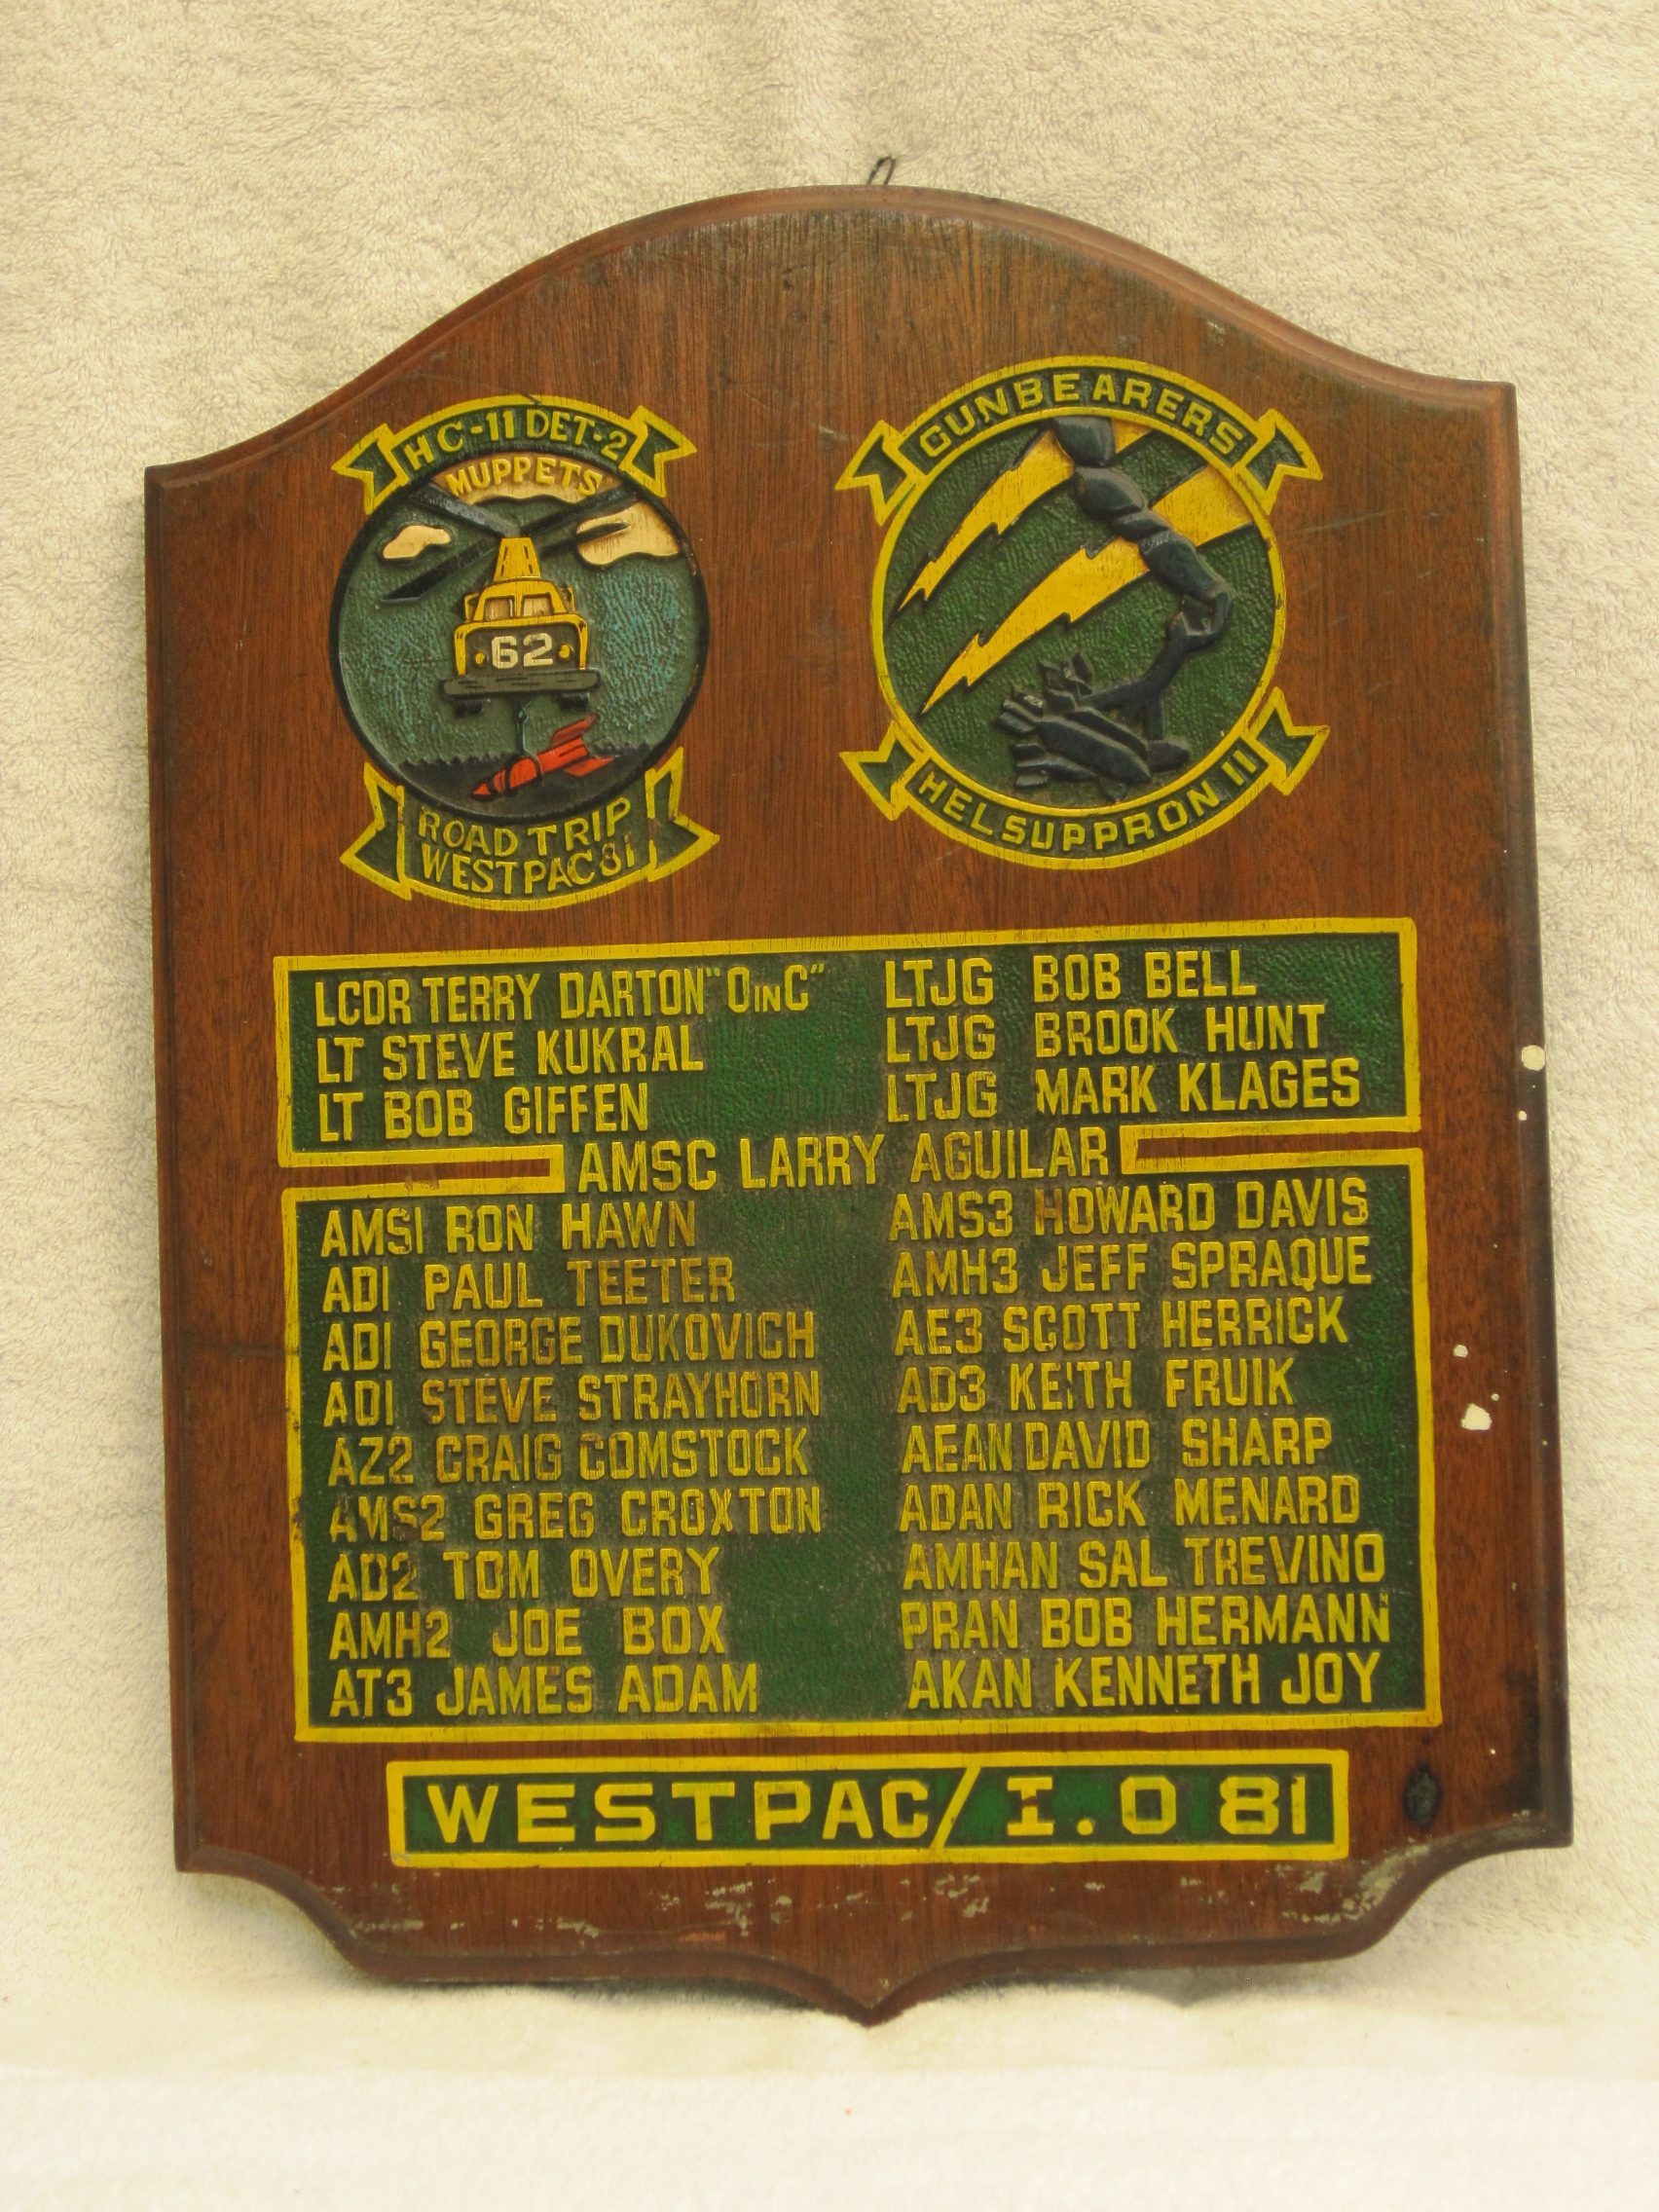 HC-11 DET-2
MUPPETS
62
ROAD TRIP
WESTPAC 81
GUNBEARERS
HELSUPPRON 11
LCDR TERRY DARTON "OINC"
LT STEVE KUKRAL
LT BOB GIFFEN
LTJG BOB BELL
LTJG BROOK HUNT
LTJG MARK KLAGES
AMSC LARRY AGUILAR
AMS1 RON HAWN
AD1 PAUL TEETER
AD1 GEORGE DUKOVICH
AD1 STEVE STRAYHORN
AZ2 CRAIG COMSTOCK
AMS2 GREG CROXTON
AD2 TOM OVERY
AMH2 JOE BOX
AT3 JAMES ADAM
AMS3 HOWARD DAVIS
AMH3 JEFF SPRAQUE
AE3 SCOTT HERRICK
AD3 KEITH FRUIK
AEAN DAVID SHARP
ADAN RICK MENARD
AMHAN SAL TREVINO
PRAN BOB HERMANN
AKAN KENNETH JOY
WESTPAC/I.O 81